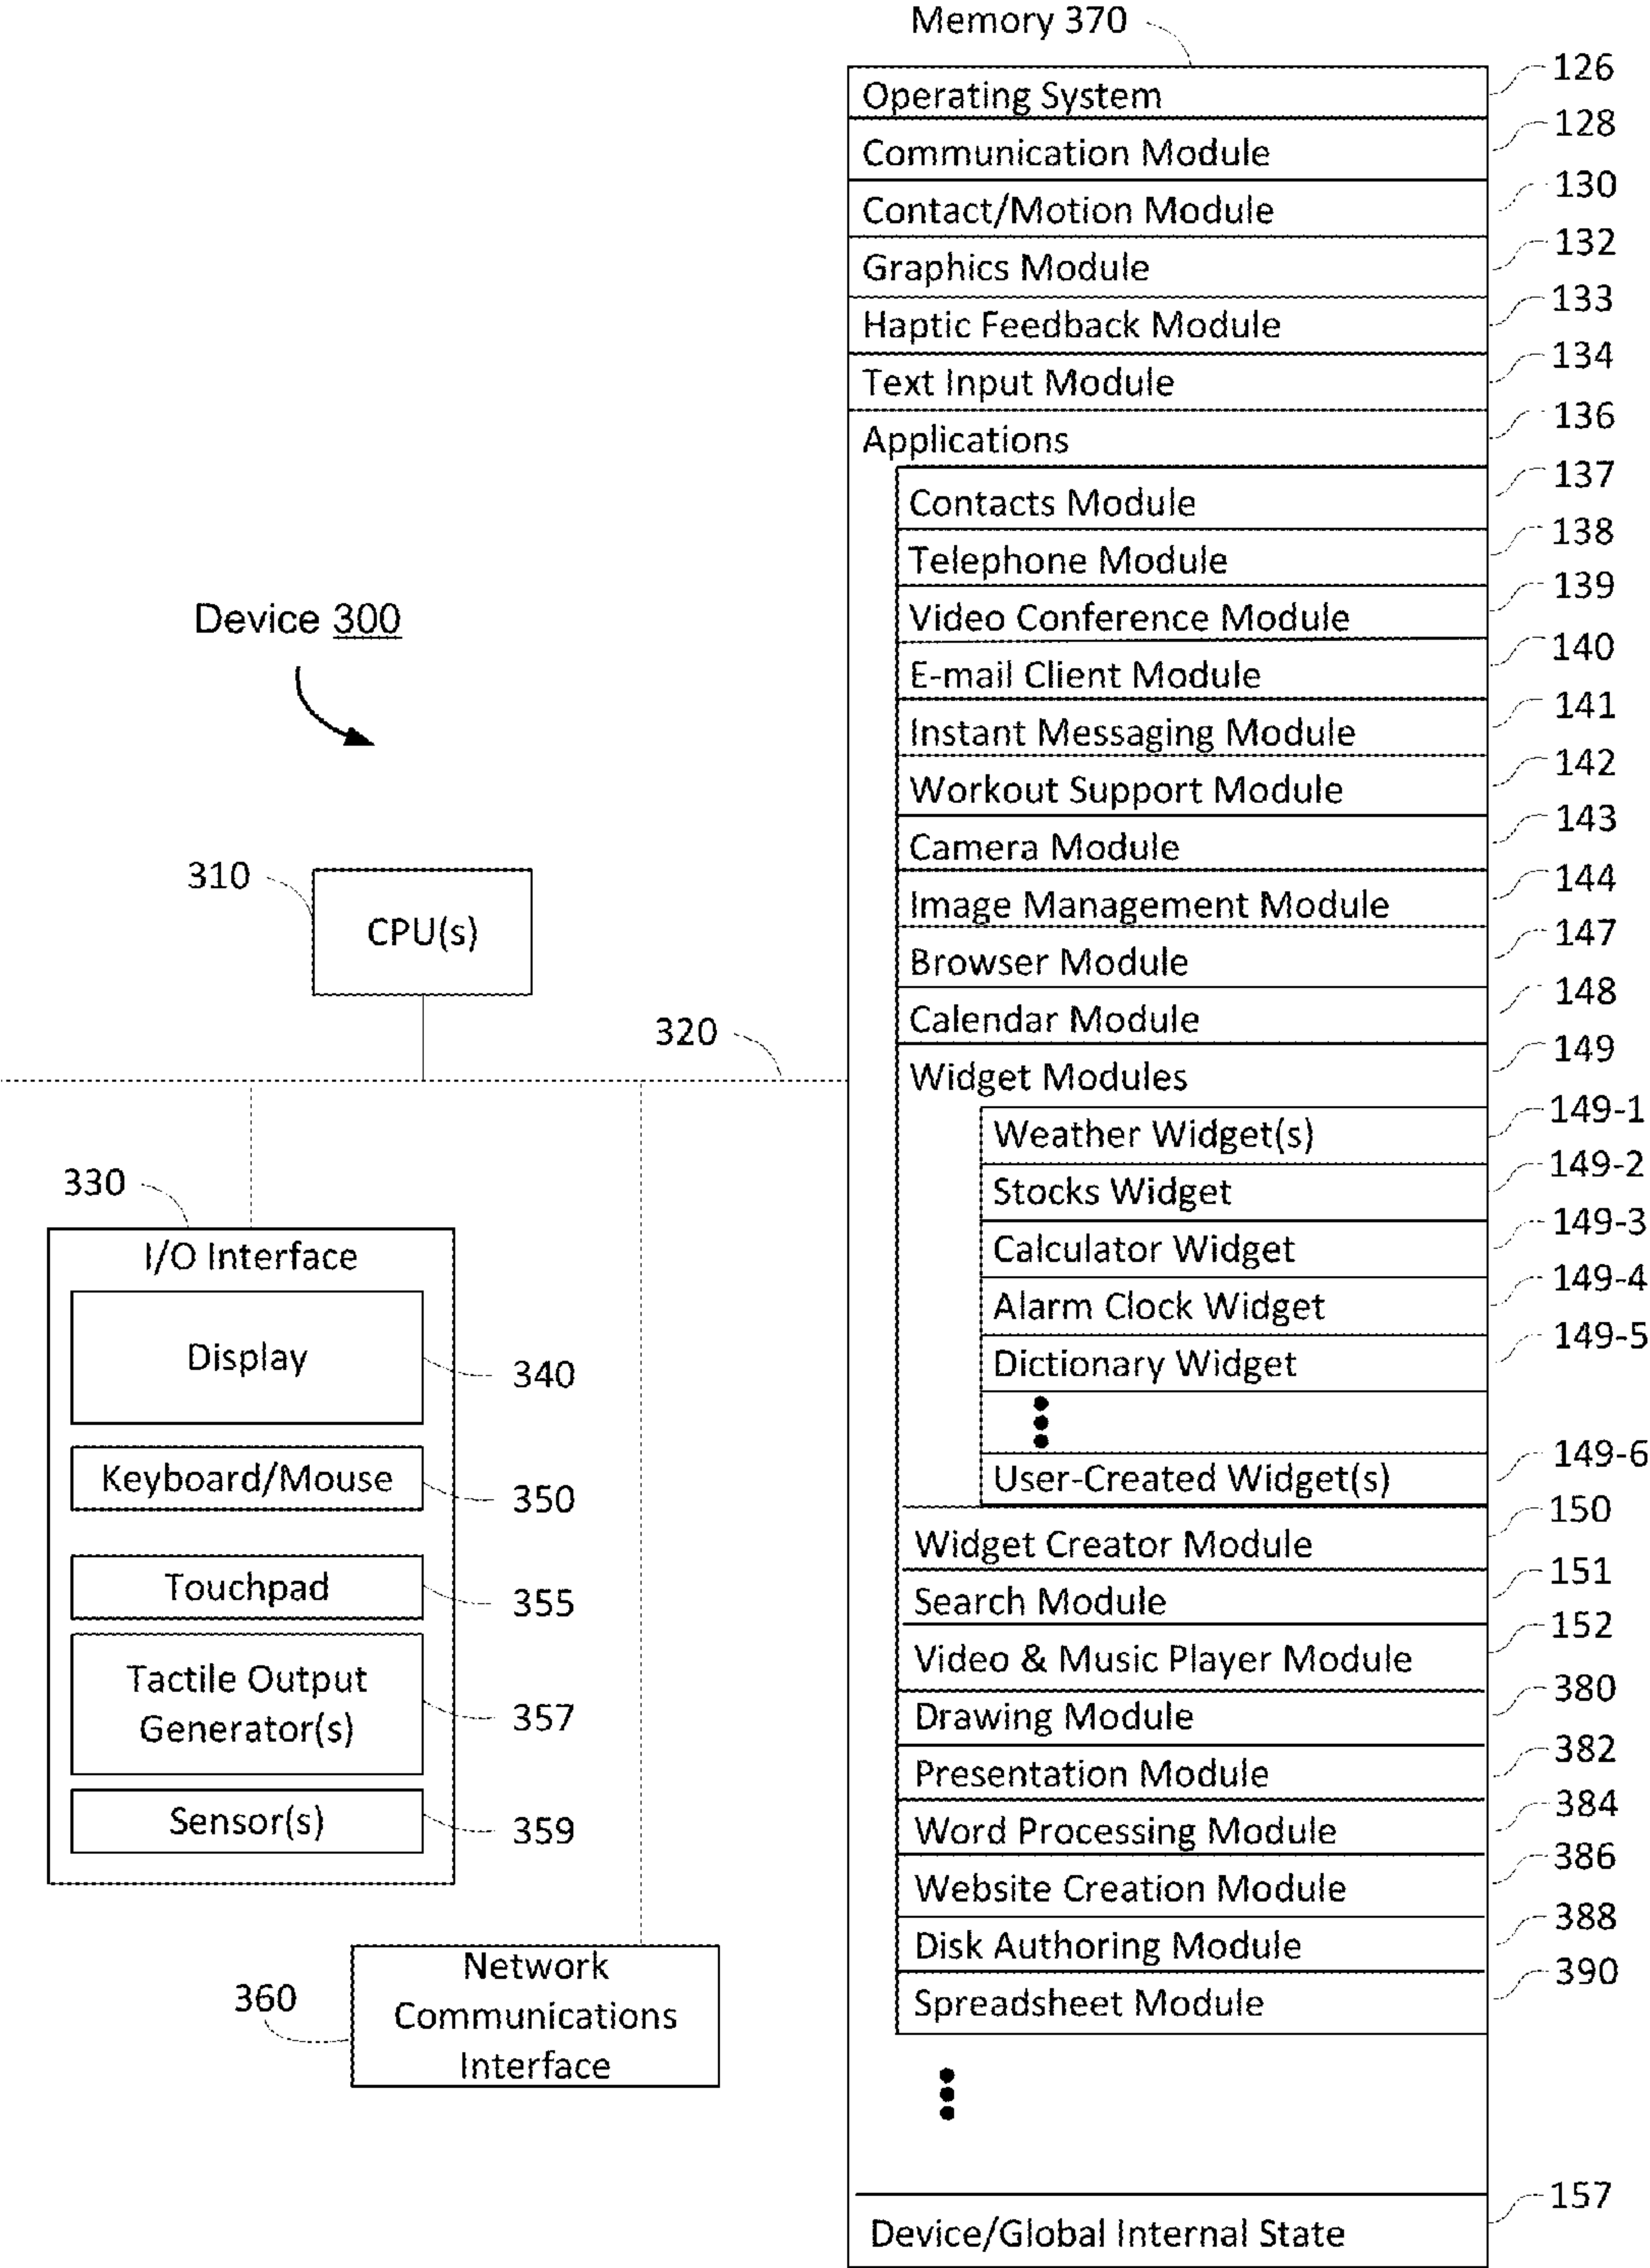 Memory 370
Operating System 126
Communication Module 128
Contact/Motion Module 130
Graphics Module 132
Haptic Feedback Module 133
Text Input Module 134
Applications 136
Contacts Module 137
Telephone Module 138
Video Conference Module 139
E-mail Client Module 140
Instant Messaging Module 141
Workout Support Module 142
Camera Module 143
Image Management Module 144
Browser Module 147
Calendar Module 148
Widget Modules 149
Weather Widget(s) 149-1
Stocks Widget 149-2
Calculator Widget 149-3
Alarm Clock Widget 149-4
Dictionary Widget 149-5
User-Created Widget(s) 149-6
Widget Creator Module 150
Search Module 151
Video & Music Player Module 152
Drawing Module 380
Presentation Module 382
Word Processing Module 384
Website Creation Module 386
Disk Authoring Module 388
Spreadsheet Module 390
Device/Global Internal State 157
Device 300
310
CPU(s)
320
330
I/O Interface
Display 340
Keyboard/Mouse 350
Touchpad 355
Tactile Output
Generator(s) 357
Sensor(s) 359
360
Network
Communications
Interface